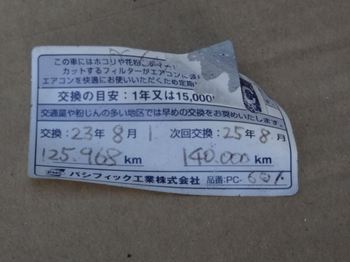 この車にはホコリや花粉
カットするフィルターがエアコンに
エアコンを快適にお使いいただくため定期
交換の目安：1年又は15,000
交通量や粉じんの多い地区では早めの交換をお奨めいたします。
交換：23年8月1 次回交換：25年8月
125.968km 140.000km
パシフィック工業株式会社 品番：PC-